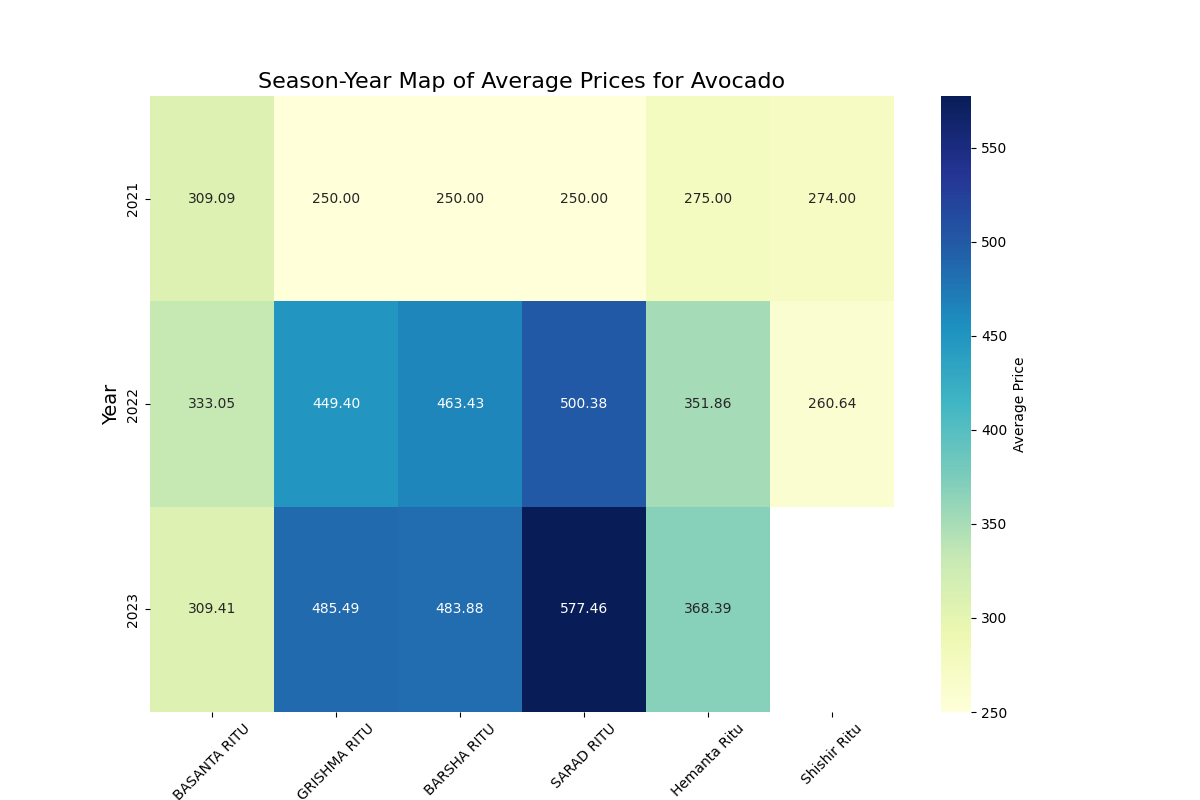 Season-Year Map of Average Prices for Avocado
2021 309.09 250.00 250.00 250.00 275.00 274.00
2022 333.05 449.40 463.43 500.38 351.86 260.64
2023 309.41 485.49 483.88 577.46 368.39
Year
BASANTA RITU GRISHMA RITU BARSHA RITU SARAD RITU Hemanta Ritu Shishir Ritu
550
500
450
400
350
300
250
Average Price